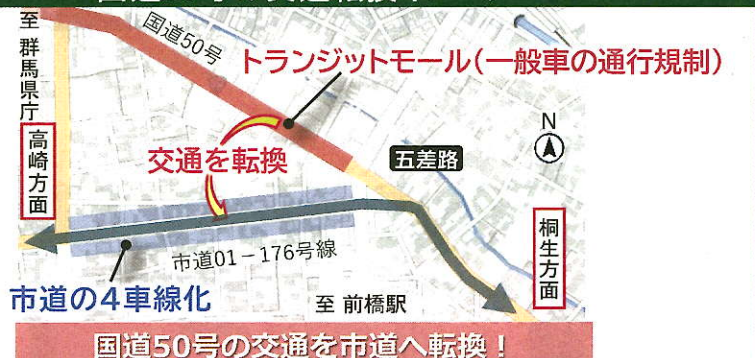 至 群馬県庁
国道50号
トランジットモール(一般車の通行規制)
高崎方面
交通を転換
五差路
N
桐生方面
市道01-176号線
市道の4車線化
至 前橋駅
国道50号の交通を市道へ転換!